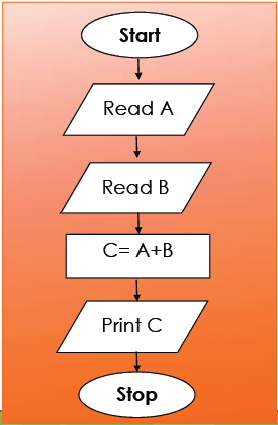 Start
Read A
Read B
C= A+B
Print C
Stop